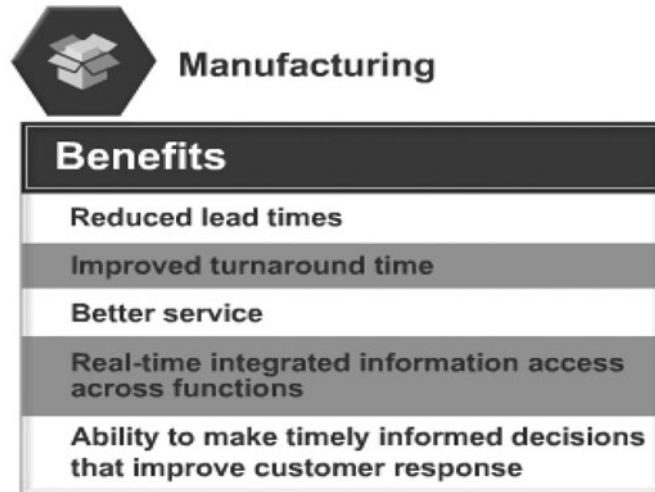 Manufacturing
Benefits
Reduced lead times
Improved turnaround time
Better service
Real-time integrated information access
across functions
Ability to make timely informed decisions
that improve customer response